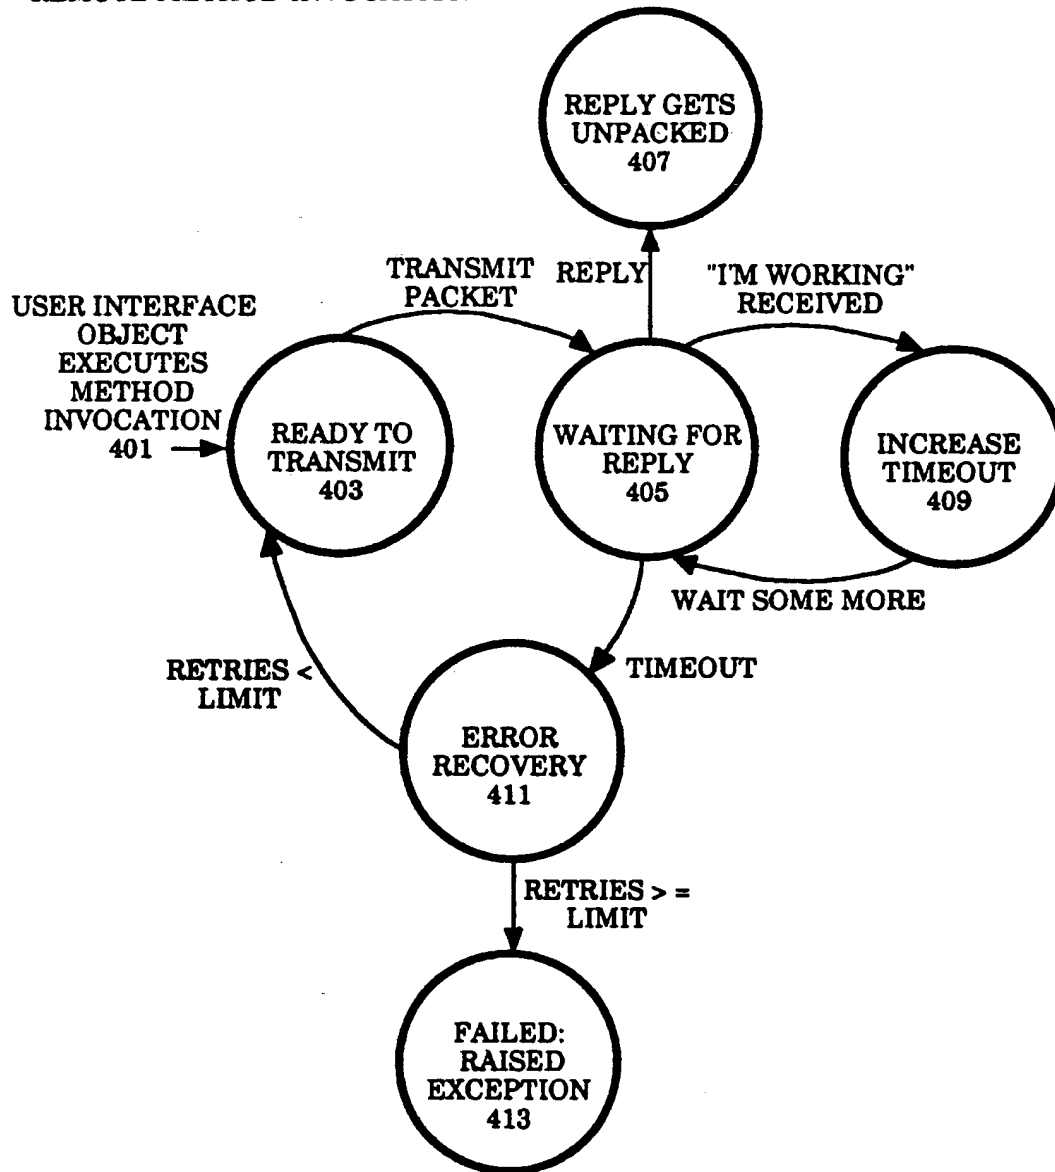 REPLY GETS
UNPACKED
407
TRANSMIT
PACKET
REPLY
"I'M WORKING"
RECEIVED
USER INTERFACE
OBJECT
EXECUTES
METHOD
INVOCATION
401
READY TO
TRANSMIT
403
WAITING FOR
REPLY
405
INCREASE
TIMEOUT
409
WAIT SOME MORE
RETRIES <
LIMIT
TIMEOUT
ERROR
RECOVERY
411
RETRIES > =
LIMIT
FAILED:
RAISED
EXCEPTION
413